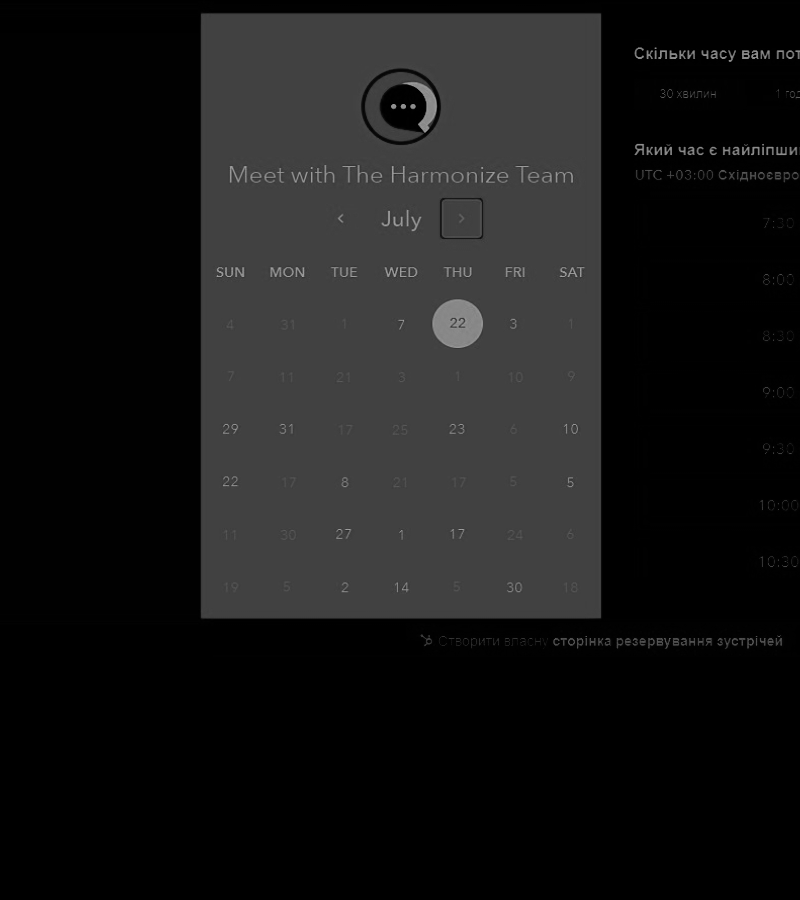 Meet with The Harmonize Team
July
SUN MON TUE WED THU FRI SAT
4 31 1 7 22 3 1
7 11 21 3 1 10 9
29 31 17 25 23 6 10
22 17 8 21 17 5 5
11 30 27 1 17 24 6
19 5 2 14 5 30 18
Скільки часу вам пот
30 хвилин 1 год
Який час є найліпши
UTC +03:00 Східноєвро
7:30
8:00
8:30
9:00
9:30
10:00
10:30
Створити власну сторінка резервування зустрічей